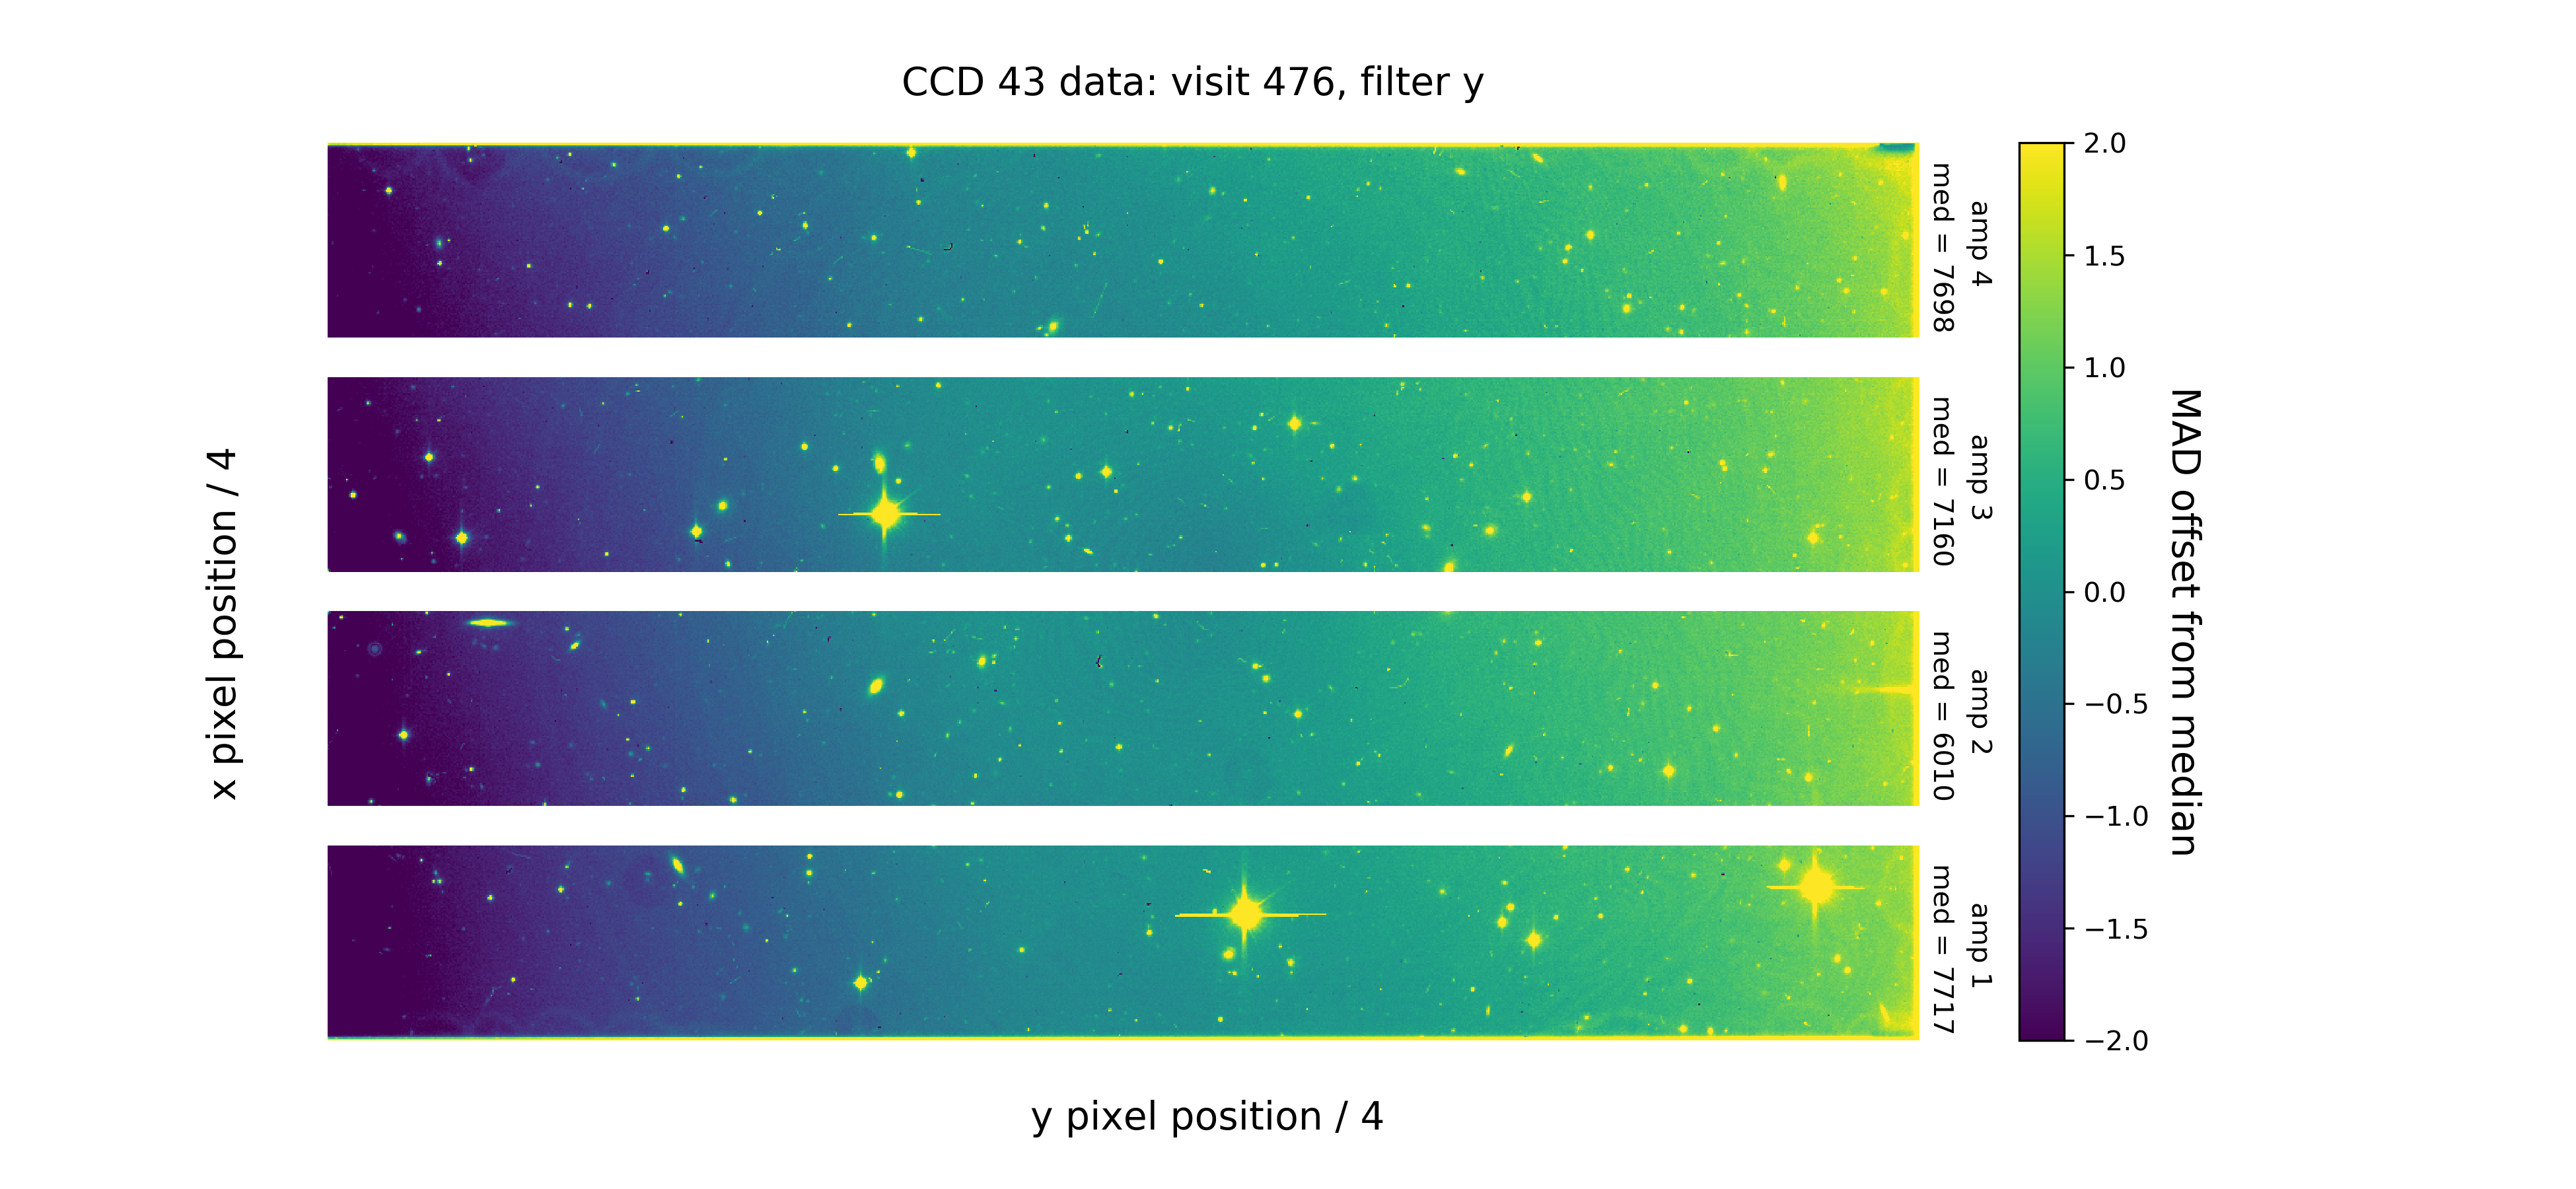 CCD 43 data: visit 476, filter y
x pixel position / 4
amp 4
med = 7698
amp 3
med = 7160
amp 2
med = 6010
amp 1
med = 7717
y pixel position / 4
2.0
1.5
1.0
0.5
0.0
−0.5
−1.0
−1.5
−2.0
MAD offset from median